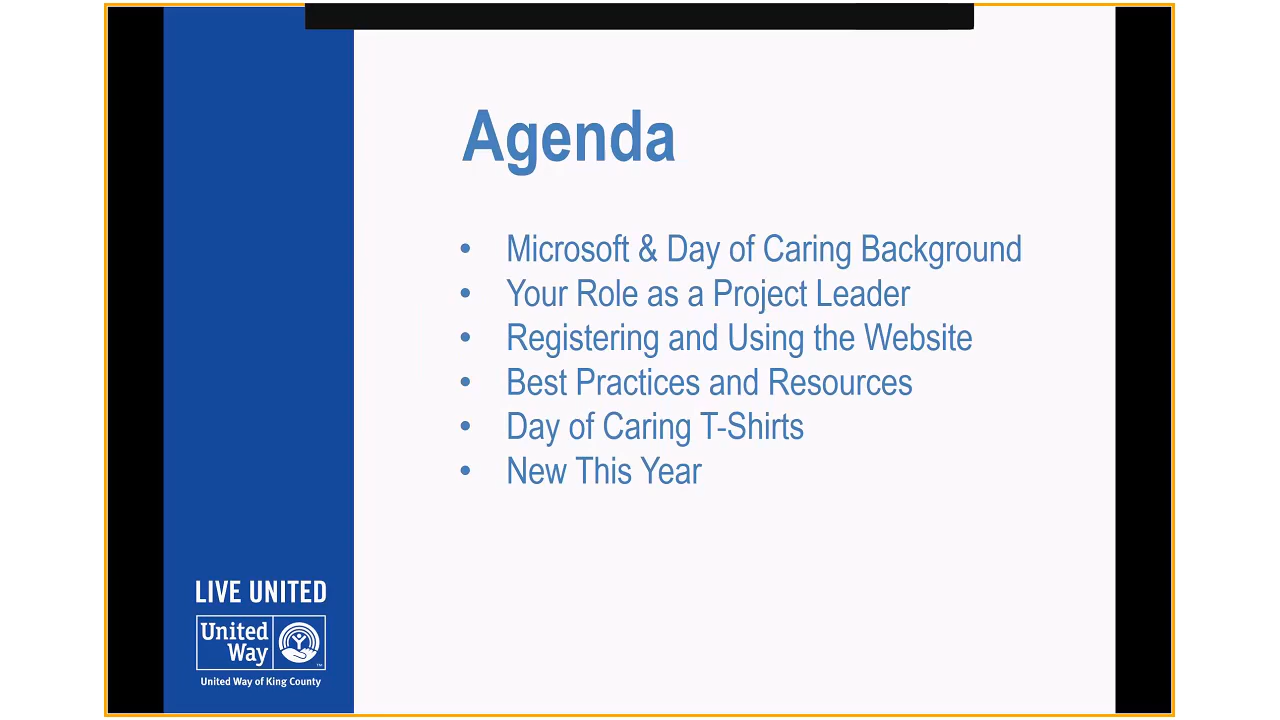 Agenda
• Microsoft & Day of Caring Background
• Your Role as a Project Leader
• Registering and Using the Website
• Best Practices and Resources
• Day of Caring T-Shirts
• New This Year
LIVE UNITED
United
Way
™
United Way of King County